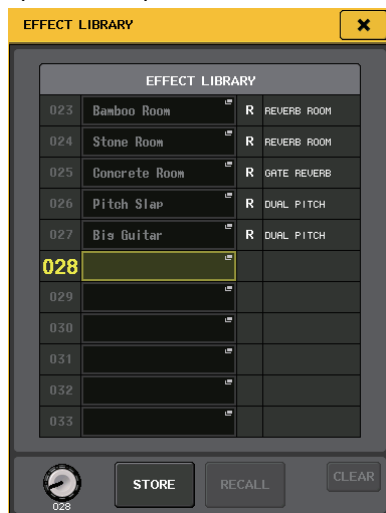 EFFECT LIBRARY
EFFECT LIBRARY
023 Bamboo Room R REVERB ROOM
024 Stone Room R REVERB ROOM
025 Concrete Room R GATE REVERB
026 Pitch Slap R DUAL PITCH
027 Big Guitar R DUAL PITCH
028
029
030
031
032
033
STORE RECALL CLEAR
028